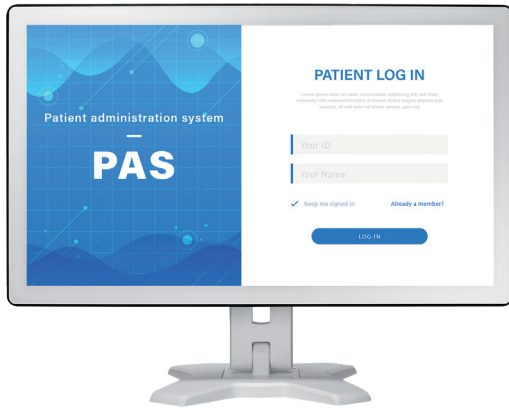 Patient administration system
PAS
PATIENT LOG IN
Your ID
Your Name
Keep me signed in
Already a member?
LOG IN